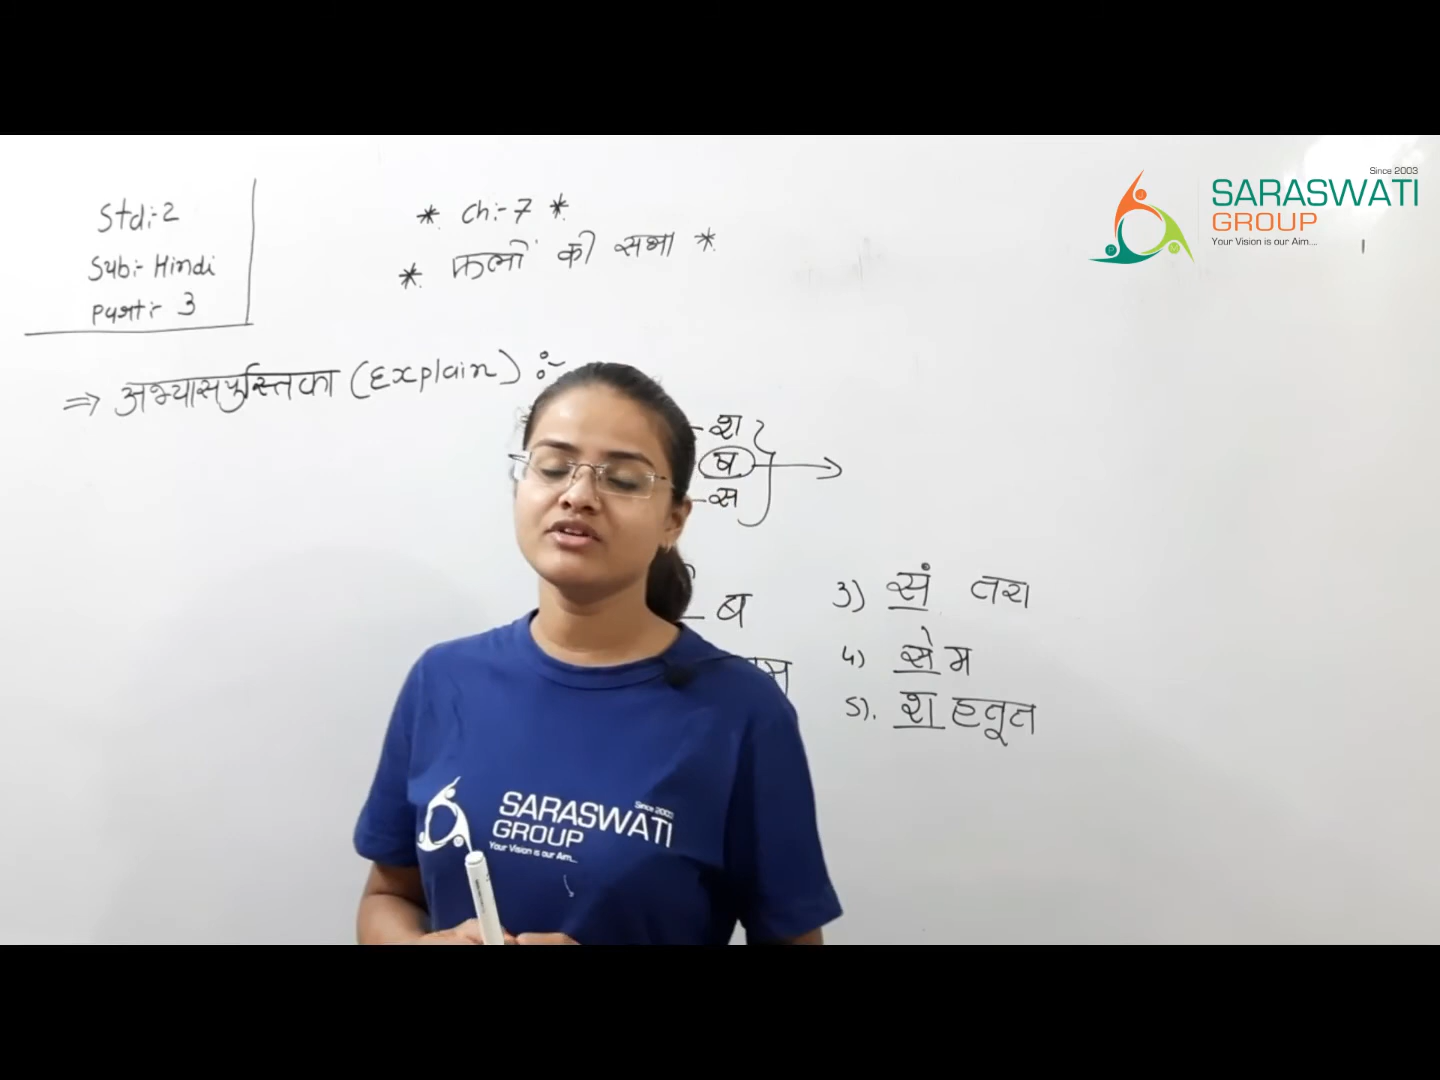 Std:-2
Sub:- Hindi
Part:- 3
* Ch:-7 *
* फलों की सभा *
Since 2003
SARASWATI
GROUP
Your Vision is our Aim....
⇒ अभ्यासपुस्तिका (Explain) :-
श
ष
स
ब
3) सं तरा
4) सेम
5). शहतूत
Since 2003
SARASWATI
GROUP
Your Vision is our Aim...